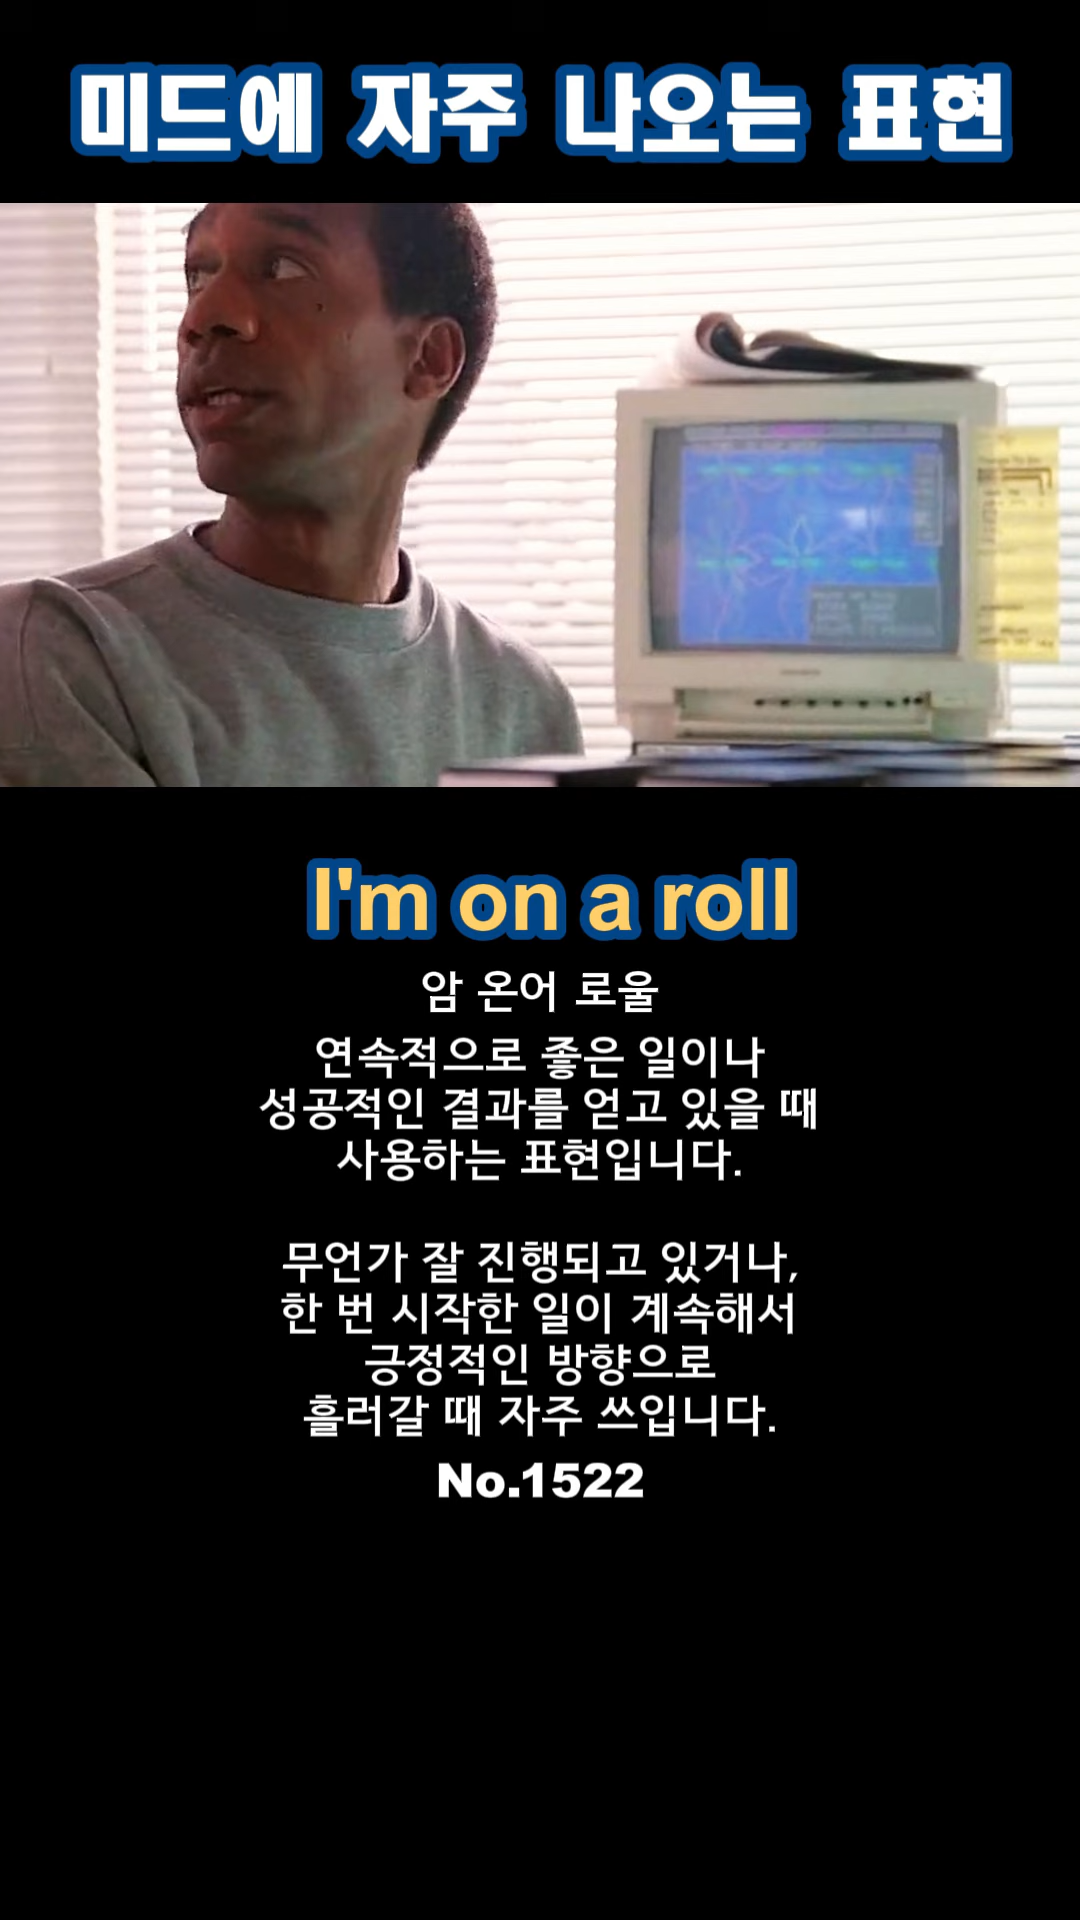 미드에 자주 나오는 표현
I'm on a roll
암 온어 로울
연속적으로 좋은 일이나
성공적인 결과를 얻고 있을 때
사용하는 표현입니다.
무언가 잘 진행되고 있거나,
한 번 시작한 일이 계속해서
긍정적인 방향으로
흘러갈 때 자주 쓰입니다.
No.1522